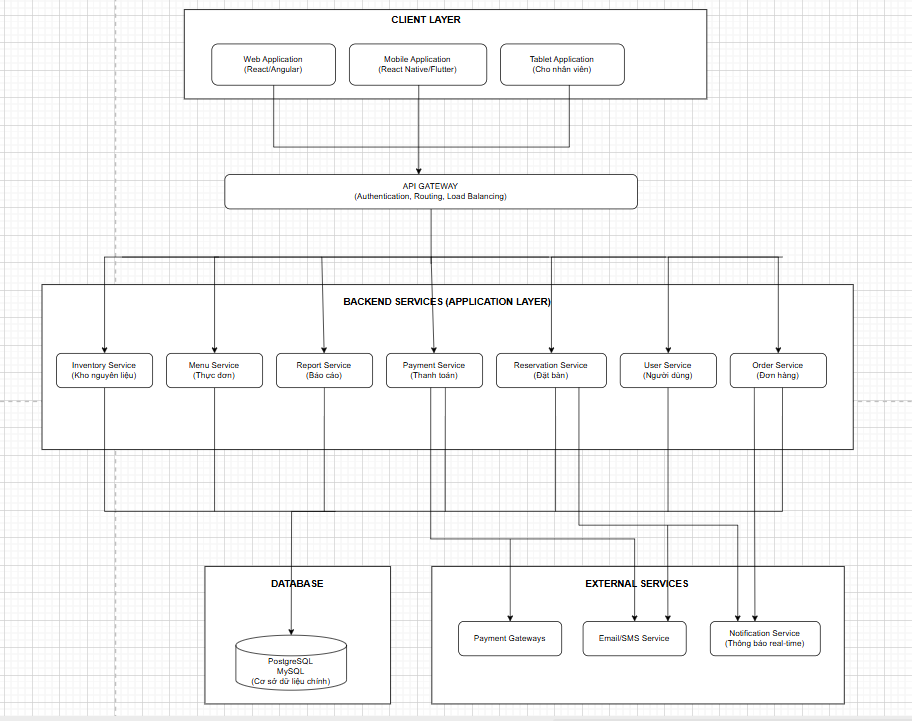 CLIENT LAYER
Web Application
(React/Angular)
Mobile Application
(React Native/Flutter)
Tablet Application
(Cho nhân viên)
API GATEWAY
(Authentication, Routing, Load Balancing)
BACKEND SERVICES (APPLICATION LAYER)
Inventory Service
(Kho nguyên liệu)
Menu Service
(Thực đơn)
Report Service
(Báo cáo)
Payment Service
(Thanh toán)
Reservation Service
(Đặt bàn)
User Service
(Người dùng)
Order Service
(Đơn hàng)
DATABASE
PostgreSQL
MySQL
(Cơ sở dữ liệu chính)
EXTERNAL SERVICES
Payment Gateways
Email/SMS Service
Notification Service
(Thông báo real-time)